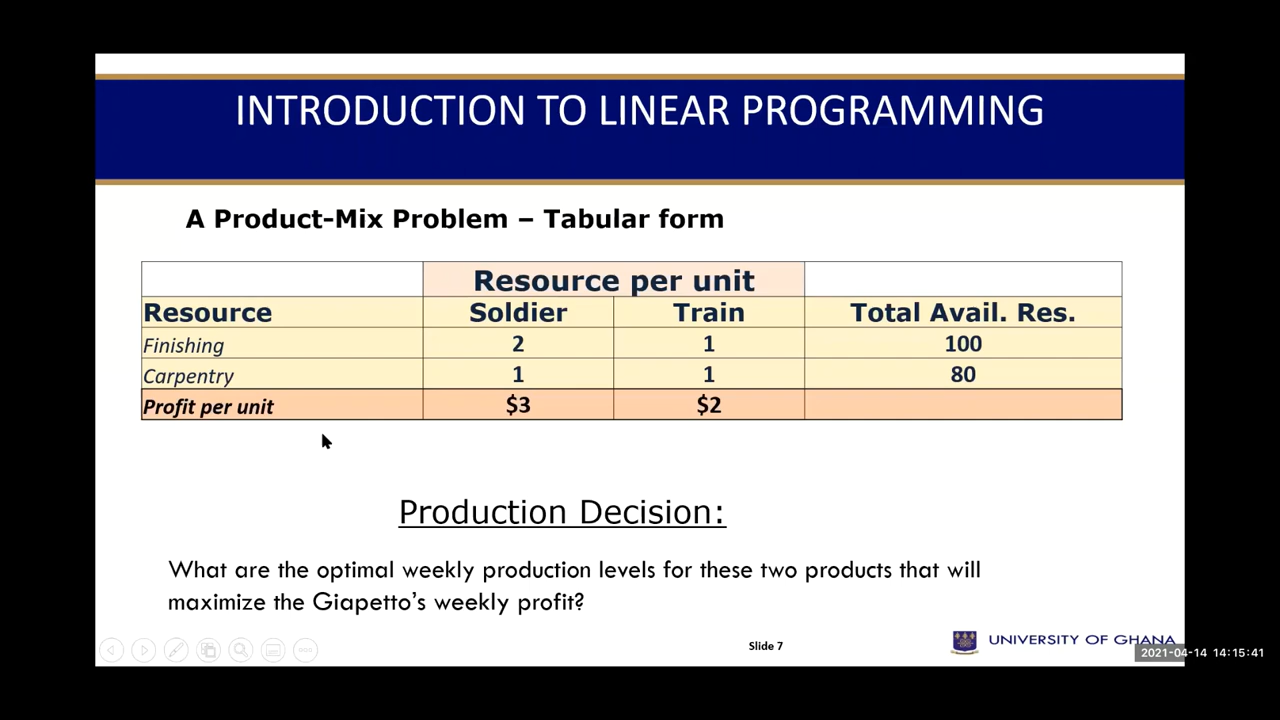 INTRODUCTION TO LINEAR PROGRAMMING
A Product-Mix Problem – Tabular form
Resource per unit
Resource Soldier Train Total Avail. Res.
Finishing 2 1 100
Carpentry 1 1 80
Profit per unit $3 $2
Production Decision:
What are the optimal weekly production levels for these two products that will
maximize the Giapetto's weekly profit?
Slide 7
UNIVERSITY OF GHANA
2021-04-14 14:15:41